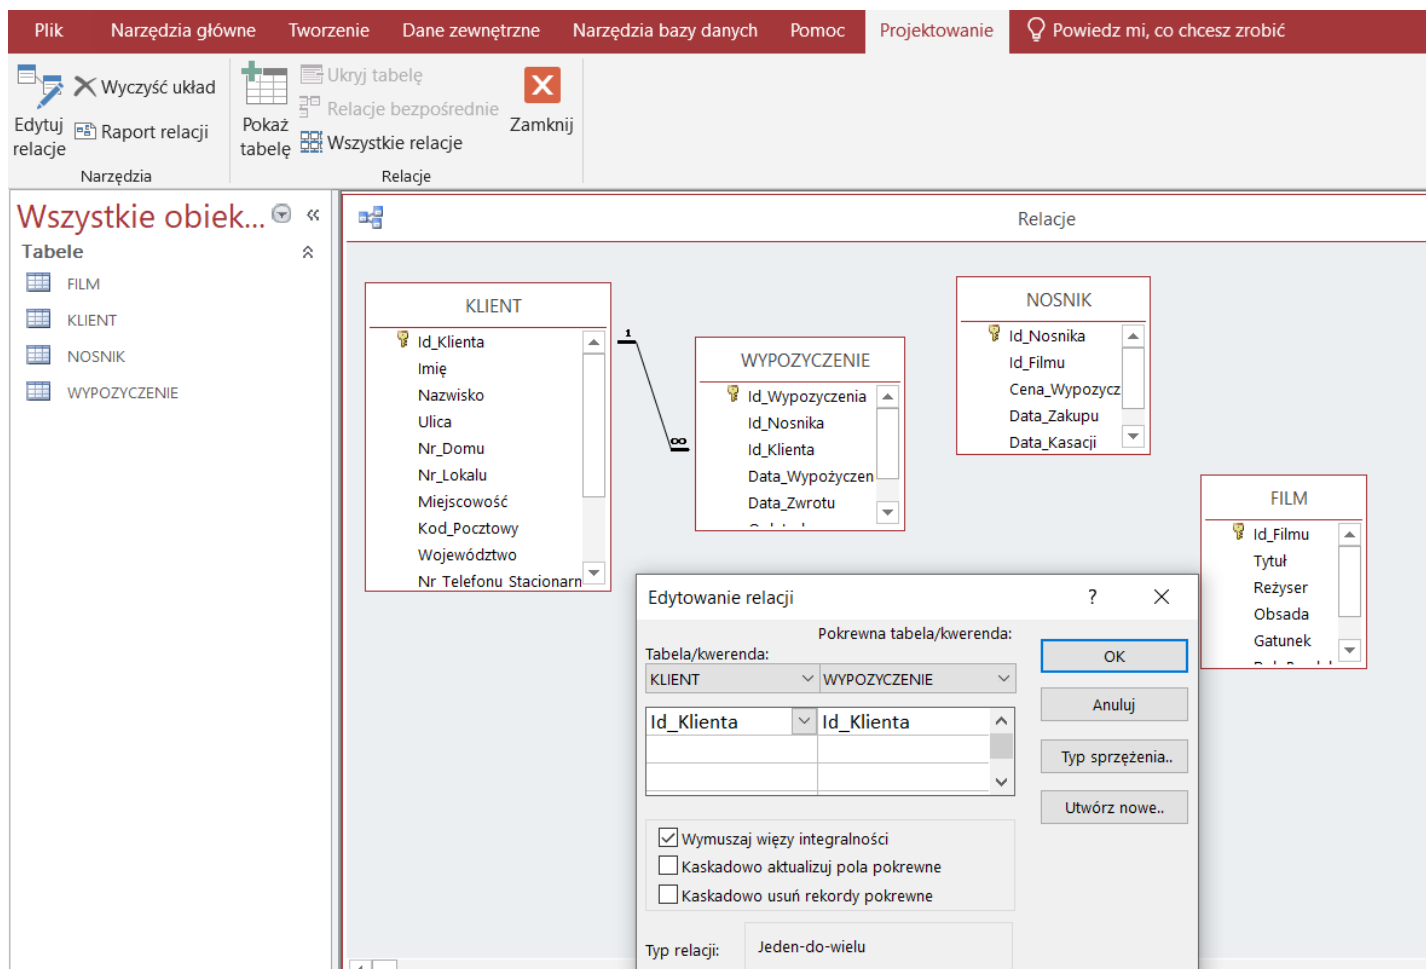 Plik Narzędzia główne Tworzenie Dane zewnętrzne Narzędzia bazy danych Pomoc Projektowanie Powiedz mi, co chcesz zrobić
Edytuj relacje
Wyczyść układ
Raport relacji
Narzędzia
Pokaż tabelę
Ukryj tabelę
Relacje bezpośrednie
Wszystkie relacje
Zamknij
Relacje
Wszystkie obiek...
Tabele
FILM
KLIENT
NOSNIK
WYPOZYCZENIE
Relacje
KLIENT
Id_Klienta
Imię
Nazwisko
Ulica
Nr_Domu
Nr_Lokalu
Miejscowość
Kod_Pocztowy
Województwo
Nr Telefonu Stacionarn
1
∞
WYPOZYCZENIE
Id_Wypozyczenia
Id_Nosnika
Id_Klienta
Data_Wypożyczen
Data_Zwrotu
NOSNIK
Id_Nosnika
Id_Filmu
Cena_Wypozycz
Data_Zakupu
Data_Kasacji
FILM
Id_Filmu
Tytuł
Reżyser
Obsada
Gatunek
Edytowanie relacji ? ×
Tabela/kwerenda:
Pokrewna tabela/kwerenda:
KLIENT WYPOZYCZENIE
Id_Klienta Id_Klienta
OK
Anuluj
Typ sprzężenia..
Utwórz nowe..
Wymuszaj więzy integralności
Kaskadowo aktualizuj pola pokrewne
Kaskadowo usuń rekordy pokrewne
Typ relacji: Jeden-do-wielu